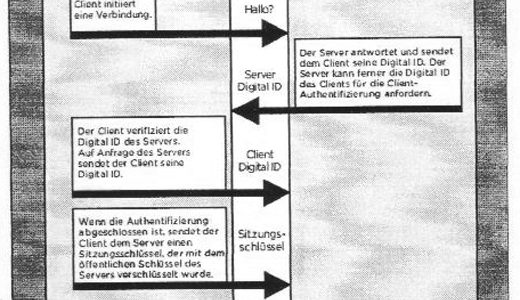 Client initiiert
eine Verbindung.
Hallo?
Der Server antwortet und sendet
dem Client seine Digital ID. Der
Server kann ferner die Digital ID
des Clients für die Client-
Authentifizierung anfordern.
Server
Digital ID
Der Client verifiziert die
Digital ID des Servers.
Auf Anfrage des Servers
sendet der Client seine
Digital ID.
Client
Digital ID
Wenn die Authentifizierung
abgeschlossen ist, sendet der
Client dem Server einen
Sitzungsschlüssel, der mit dem
öffentlichen Schlüssel des
Servers verschlüsselt wurde.
Sitzungs-
schlüssel